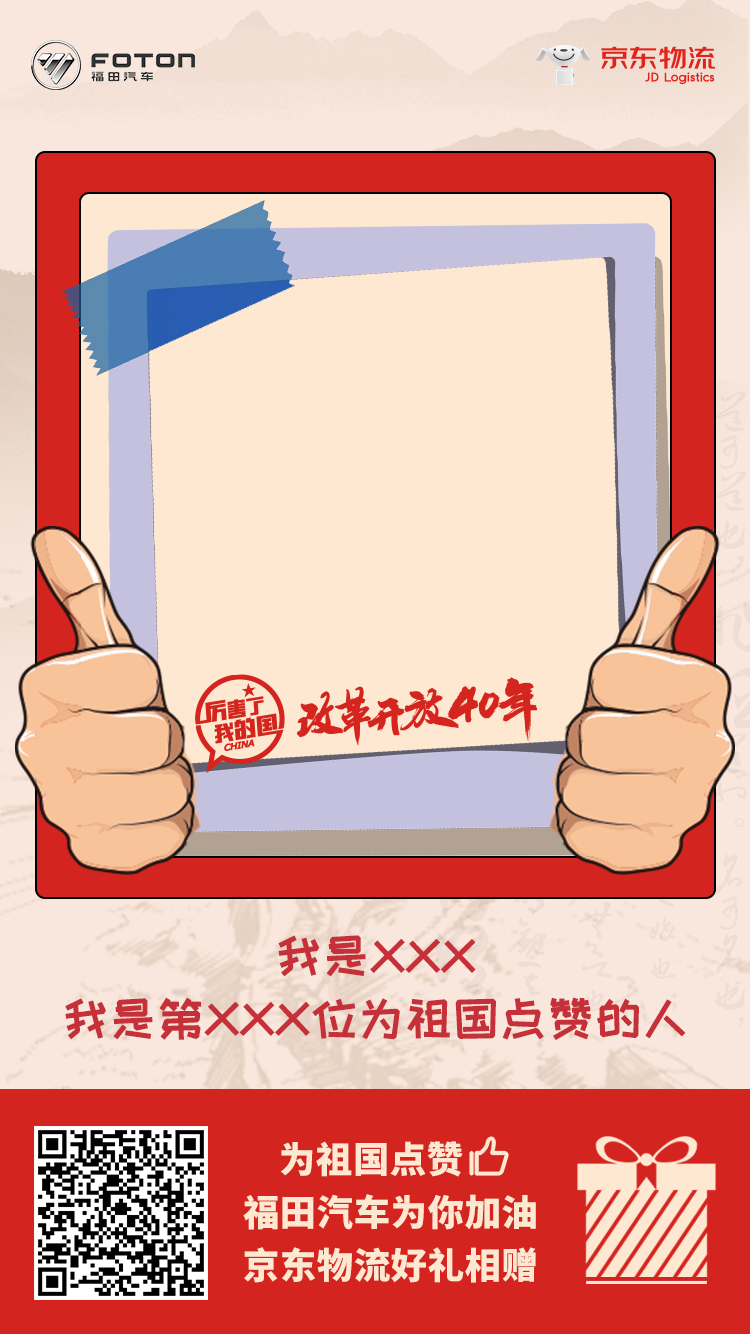 FOTON
福田汽车
京东物流
JD Logistics
厉害了
我的国
CHINA
改革开放40年
我是XXX
我是第XXX位为祖国点赞的人
为祖国点赞
福田汽车为你加油
京东物流好礼相赠